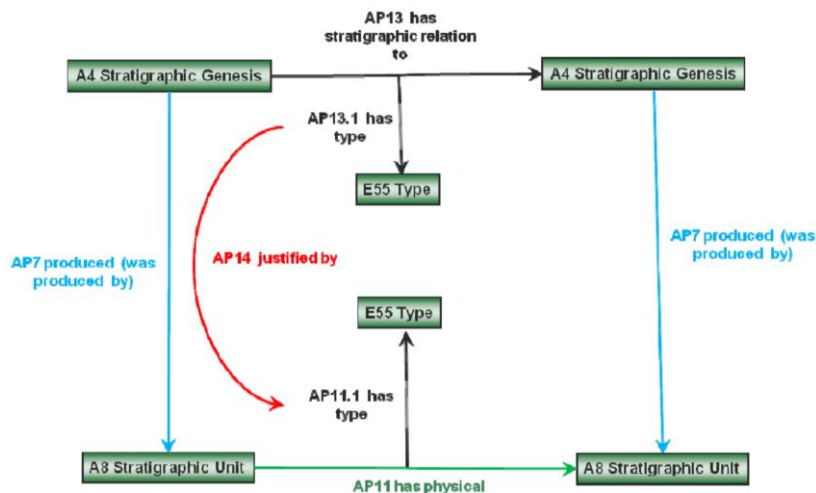 AP13 has
stratigraphic relation
to
A4 Stratigraphic Genesis
A4 Stratigraphic Genesis
AP13.1 has
type
E55 Type
AP7 produced (was
produced by)
AP14 justified by
AP7 produced (was
produced by)
E55 Type
AP11.1 has
type
A8 Stratigraphic Unit
A8 Stratigraphic Unit
AP11 has physical